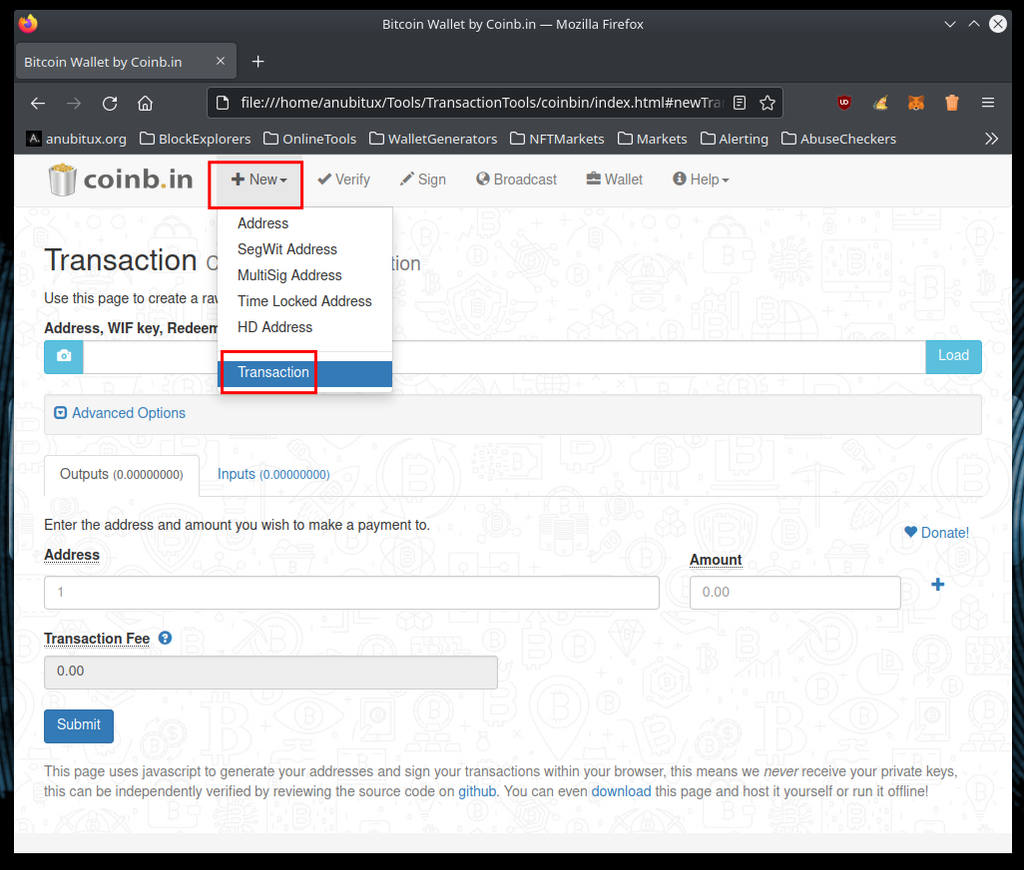 Bitcoin Wallet by Coinb.in — Mozilla Firefox
Bitcoin Wallet by Coinb.in
file:///home/anubitux/Tools/TransactionTools/coinbin/index.html#newTra
anubitux.org BlockExplorers OnlineTools WalletGenerators NFTMarkets Markets Alerting AbuseCheckers
coinb.in New Verify Sign Broadcast Wallet Help
Address
SegWit Address
MultiSig Address
Time Locked Address
HD Address
Transaction
Transaction
Use this page to create a
Address, WIF key, Redeem
Load
Advanced Options
Outputs (0.00000000) Inputs (0.00000000)
Enter the address and amount you wish to make a payment to.
Donate!
Address Amount
1 0.00
Transaction Fee
0.00
Submit
This page uses javascript to generate your addresses and sign your transactions within your browser, this means we never receive your private keys,
this can be independently verified by reviewing the source code on github. You can even download this page and host it yourself or run it offline!